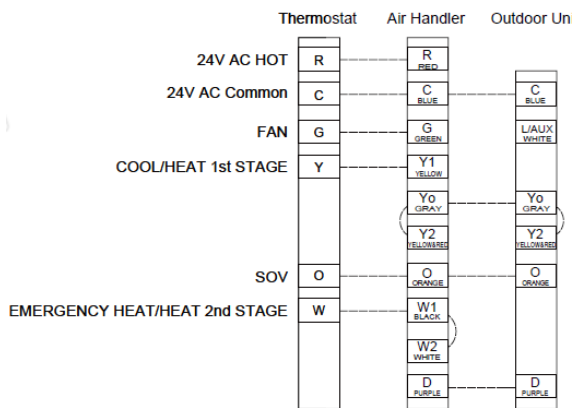 Thermostat Air Handler Outdoor Uni
24V AC HOT R R
RED
24V AC Common C C C
BLUE BLUE
FAN G G L/AUX
GREEN WHITE
COOL/HEAT 1st STAGE Y Y1
YELLOW
Yo Yo
GRAY GRAY
Y2 Y2
YELLOW&RED YELLOW&RED
SOV O O O
ORANGE ORANGE
EMERGENCY HEAT/HEAT 2nd STAGE W W1
BLACK
W2
WHITE
D D
PURPLE PURPLE